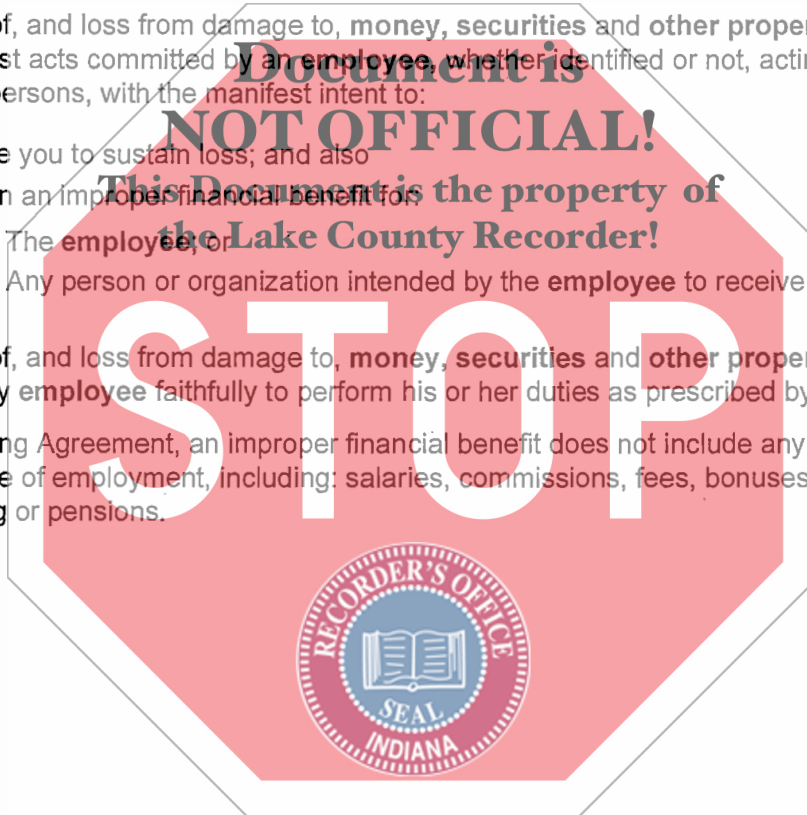 f, and loss from damage to, money, securities and other proper
Document is
st acts committed by an employee, whether identified or not, acti
ersons, with the manifest intent to:
NOT OFFICIAL!
e you to sustain loss; and also
This Document is the property of
n an improper financial benefit for:
the Lake County Recorder!
The employee; or
Any person or organization intended by the employee to receive
STOP
f, and loss from damage to, money, securities and other proper
y employee faithfully to perform his or her duties as prescribed by
ng Agreement, an improper financial benefit does not include any
e of employment, including: salaries, commissions, fees, bonuses
g or pensions.
RECORDER'S OFFICE
SEAL
INDIANA